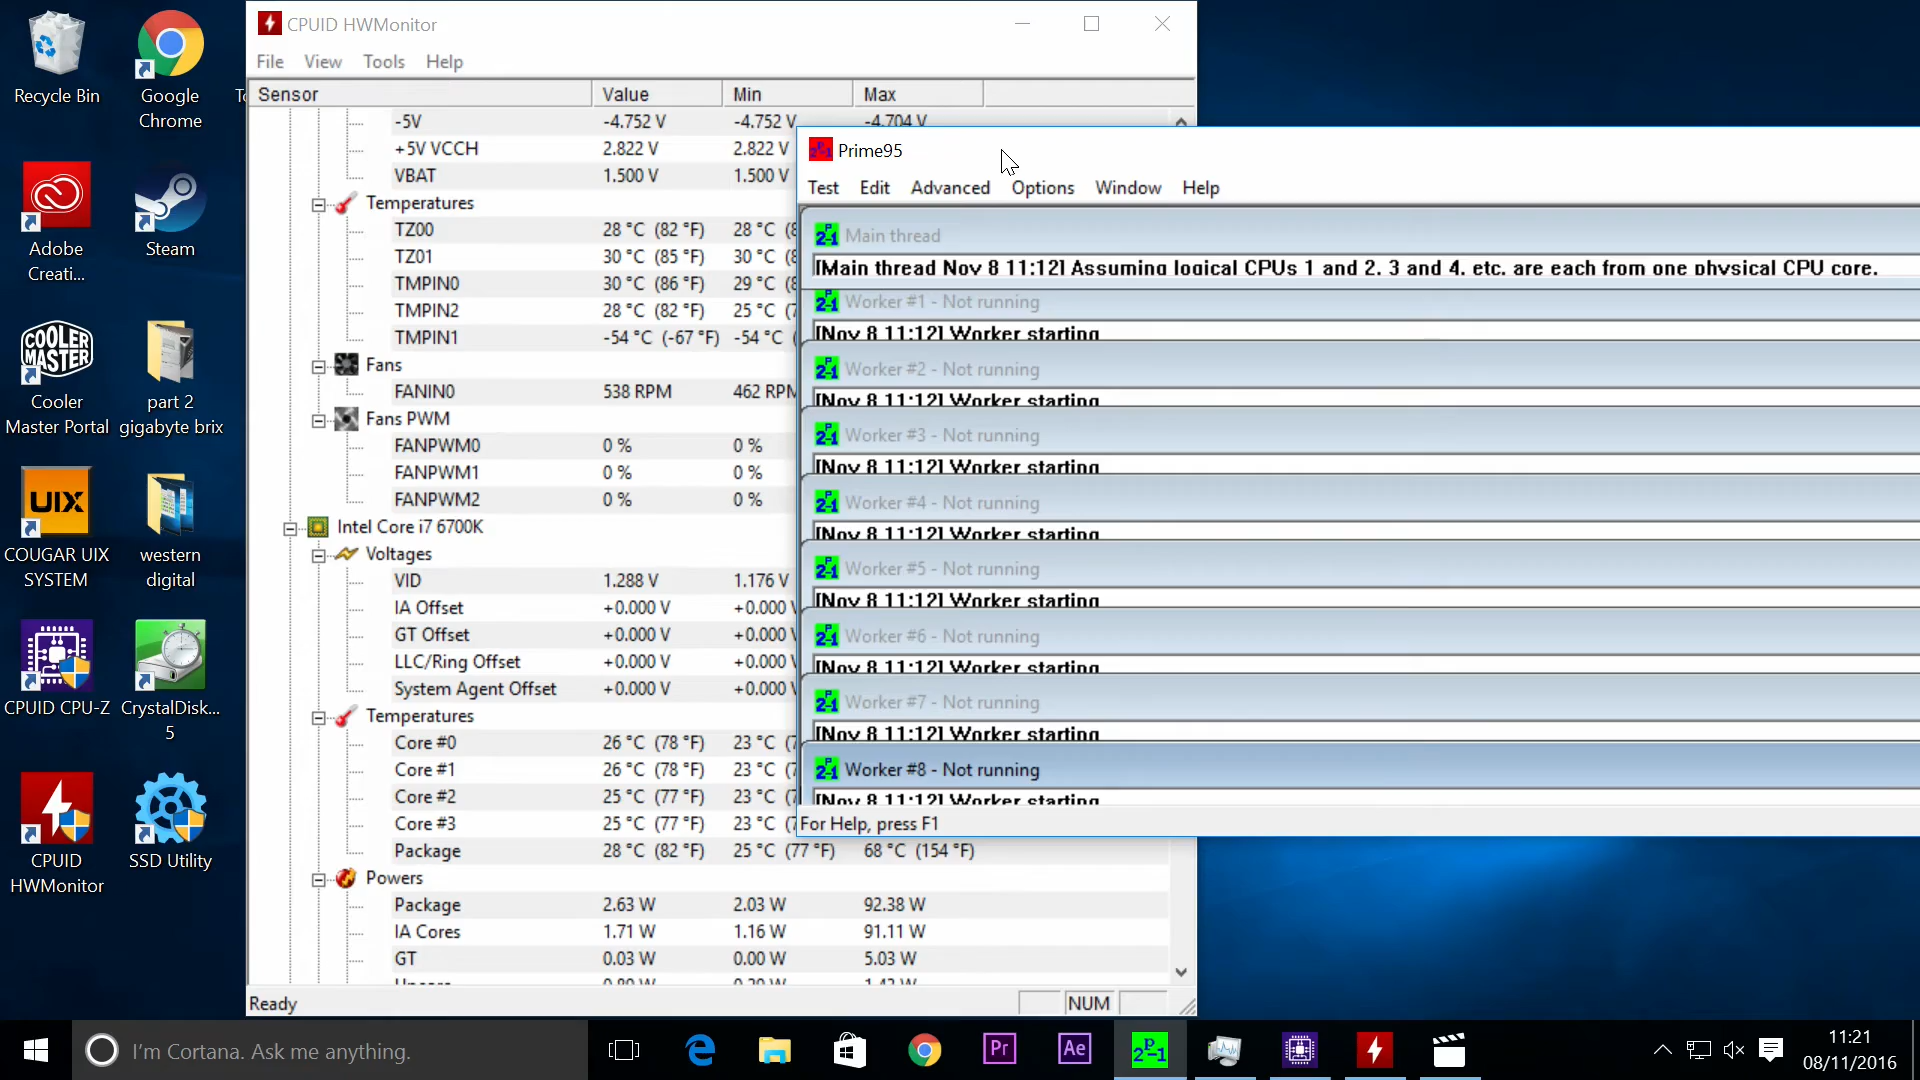 Recycle Bin
Google Chrome
Adobe Creati...
Steam
COOLER MASTER
Cooler Master Portal
part 2 gigabyte brix
UIX
COUGAR UIX SYSTEM
western digital
CPUID CPU-Z
CrystalDisk... 5
CPUID HWMonitor
SSD Utility
CPUID HWMonitor
File View Tools Help
Sensor Value Min Max
-5V -4.752 V -4.752 V -4.704 V
+5V VCCH 2.822 V 2.822 V
VBAT 1.500 V 1.500 V
Temperatures
TZ00 28 °C (82 °F) 28 °C
TZ01 30 °C (85 °F) 30 °C
TMPIN0 30 °C (86 °F) 29 °C
TMPIN2 28 °C (82 °F) 25 °C
TMPIN1 -54 °C (-67 °F) -54 °C
Fans
FANIN0 538 RPM 462 RPM
Fans PWM
FANPWM0 0 % 0 %
FANPWM1 0 % 0 %
FANPWM2 0 % 0 %
Intel Core i7 6700K
Voltages
VID 1.288 V 1.176 V
IA Offset +0.000 V +0.000 V
GT Offset +0.000 V +0.000 V
LLC/Ring Offset +0.000 V +0.000 V
System Agent Offset +0.000 V +0.000 V
Temperatures
Core #0 26 °C (78 °F) 23 °C
Core #1 26 °C (78 °F) 23 °C
Core #2 25 °C (77 °F) 23 °C
Core #3 25 °C (77 °F) 23 °C
Package 28 °C (82 °F) 25 °C (77 °F) 68 °C (154 °F)
Powers
Package 2.63 W 2.03 W 92.38 W
IA Cores 1.71 W 1.16 W 91.11 W
GT 0.03 W 0.00 W 5.03 W
Ready NUM
Prime95
Test Edit Advanced Options Window Help
Main thread
[Main thread Nov 8 11:12] Assuming logical CPUs 1 and 2, 3 and 4, etc. are each from one physical CPU core.
Worker #1 - Not running
[Nov 8 11:12] Worker starting
Worker #2 - Not running
[Nov 8 11:12] Worker starting
Worker #3 - Not running
[Nov 8 11:12] Worker starting
Worker #4 - Not running
[Nov 8 11:12] Worker starting
Worker #5 - Not running
[Nov 8 11:12] Worker starting
Worker #6 - Not running
[Nov 8 11:12] Worker starting
Worker #7 - Not running
[Nov 8 11:12] Worker starting
Worker #8 - Not running
[Nov 8 11:12] Worker starting
For Help, press F1
I'm Cortana. Ask me anything.
Pr
Ae
11:21
08/11/2016